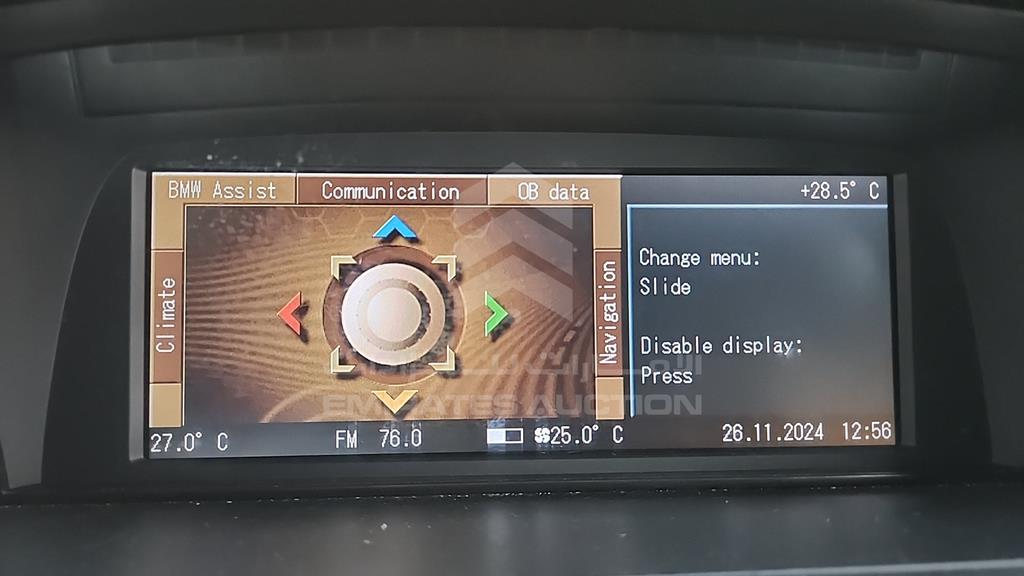 BMW Assist Communication OB data
+28.5° C
Climate
Navigation
Change menu:
Slide
Disable display:
Press
EMIRATES AUCTION
27.0° C FM 76.0 25.0° C 26.11.2024 12:56